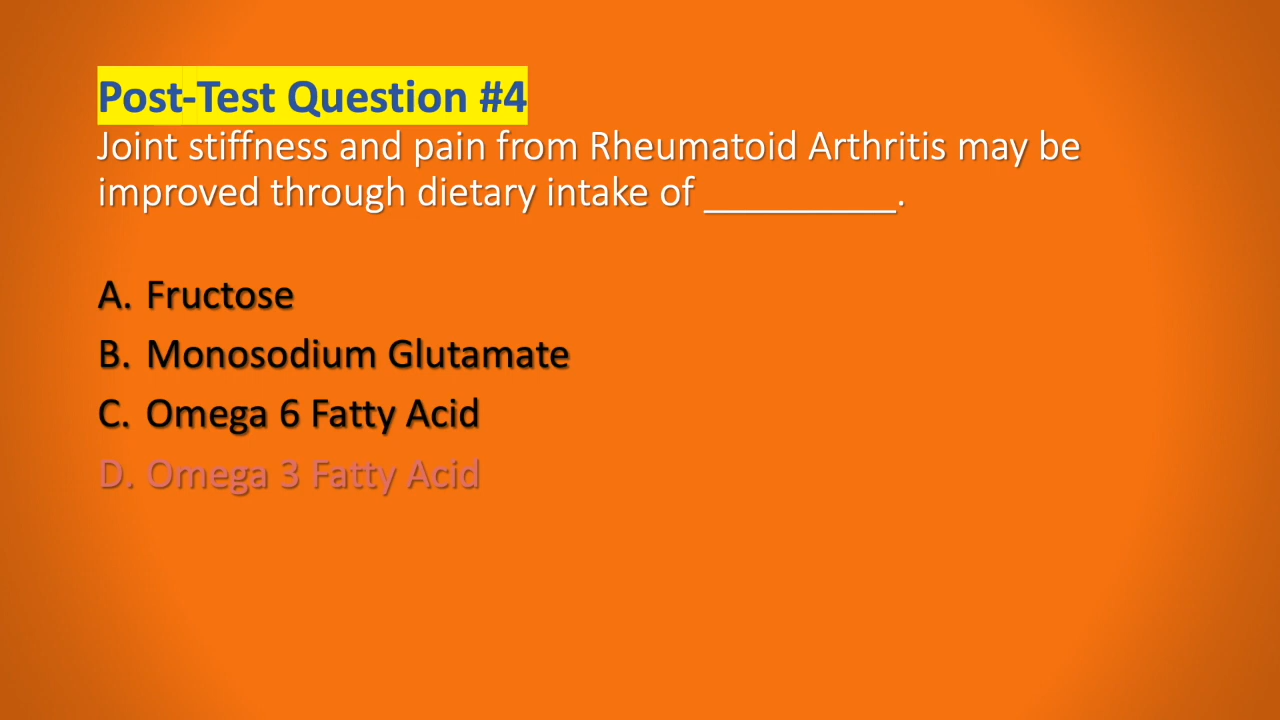 Post-Test Question #4
Joint stiffness and pain from Rheumatoid Arthritis may be
improved through dietary intake of _________.
A. Fructose
B. Monosodium Glutamate
C. Omega 6 Fatty Acid
D. Omega 3 Fatty Acid